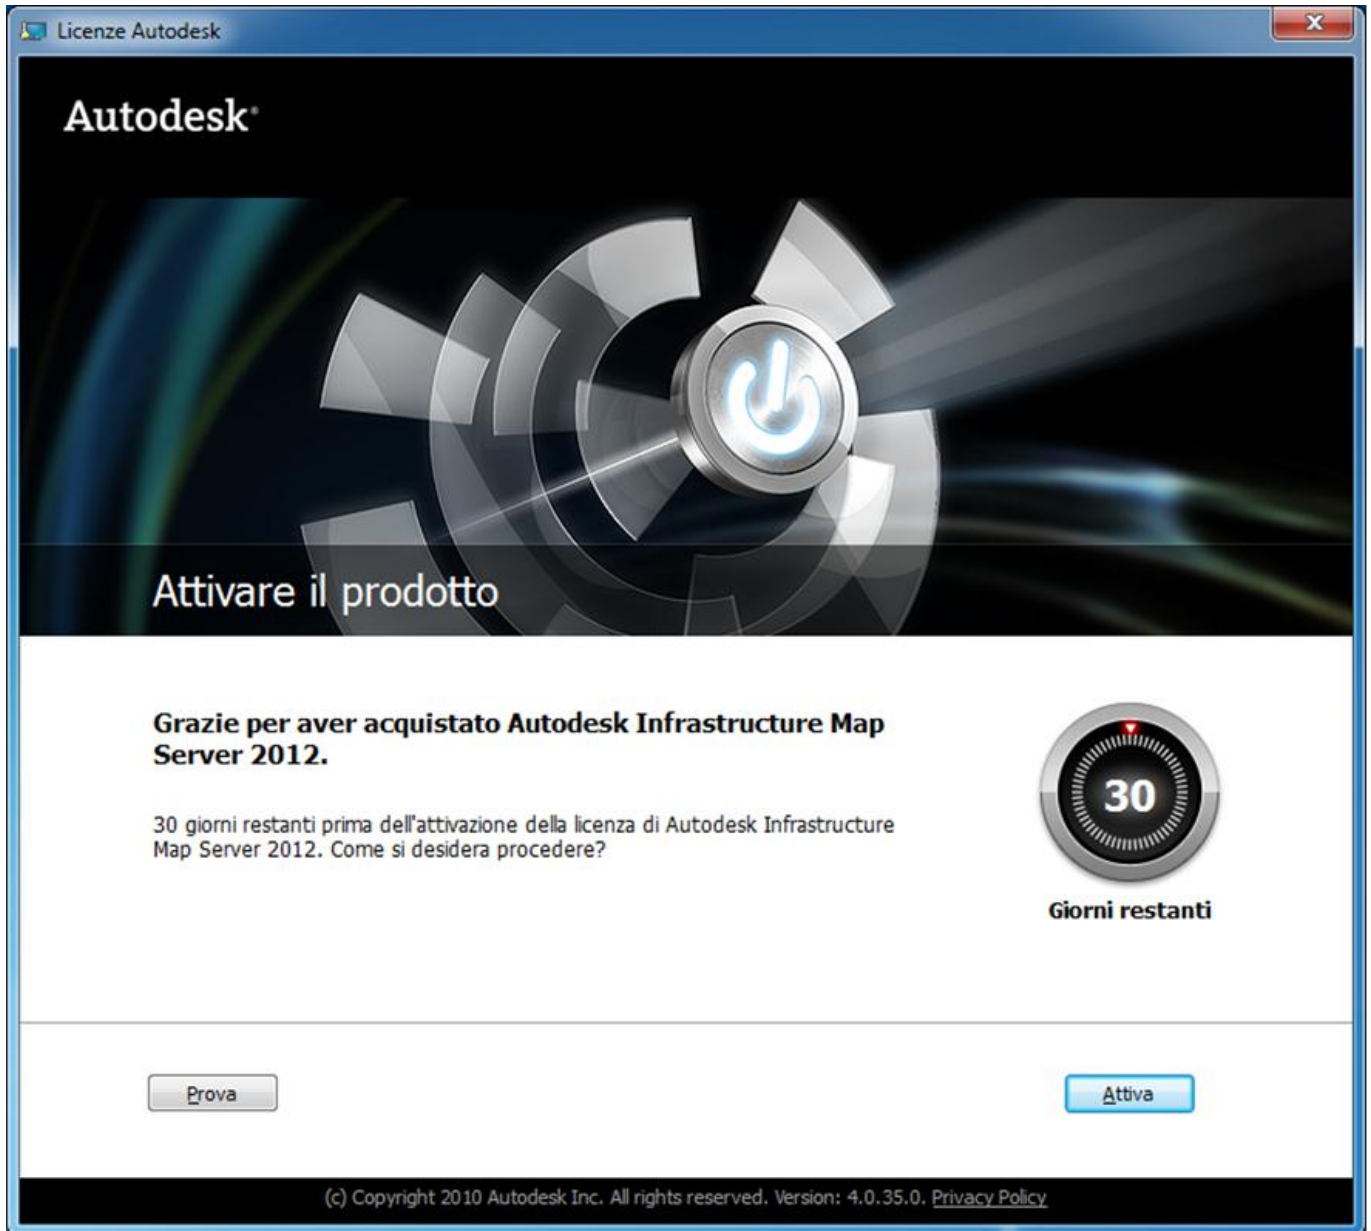 Licenze Autodesk
Autodesk®
Attivare il prodotto
Grazie per aver acquistato Autodesk Infrastructure Map
Server 2012.
30 giorni restanti prima dell'attivazione della licenza di Autodesk Infrastructure
Map Server 2012. Come si desidera procedere?
30
Giorni restanti
Prova
Attiva
(c) Copyright 2010 Autodesk Inc. All rights reserved. Version: 4.0.35.0. Privacy Policy